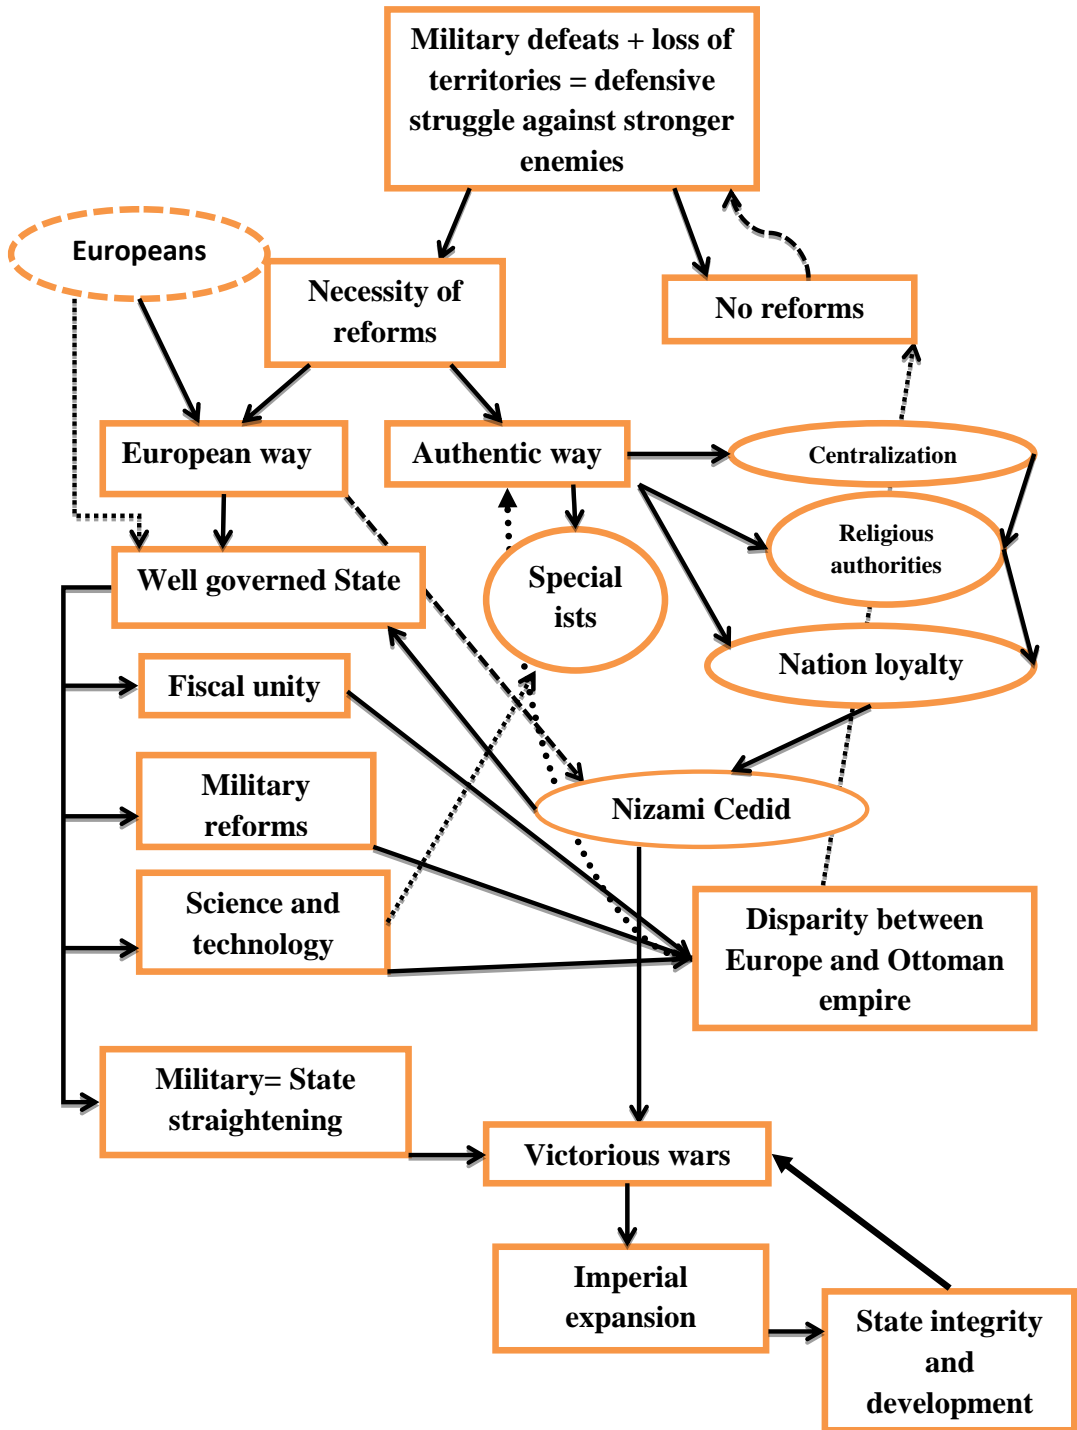 Military defeats + loss of
territories = defensive
struggle against stronger
enemies
Europeans
Necessity of
reforms
No reforms
European way
Authentic way
Centralization
Religious
authorities
Well governed State
Special
ists
Nation loyalty
Fiscal unity
Military
reforms
Nizami Cedid
Science and
technology
Disparity between
Europe and Ottoman
empire
Military= State
straightening
Victorious wars
Imperial
expansion
State integrity
and
development